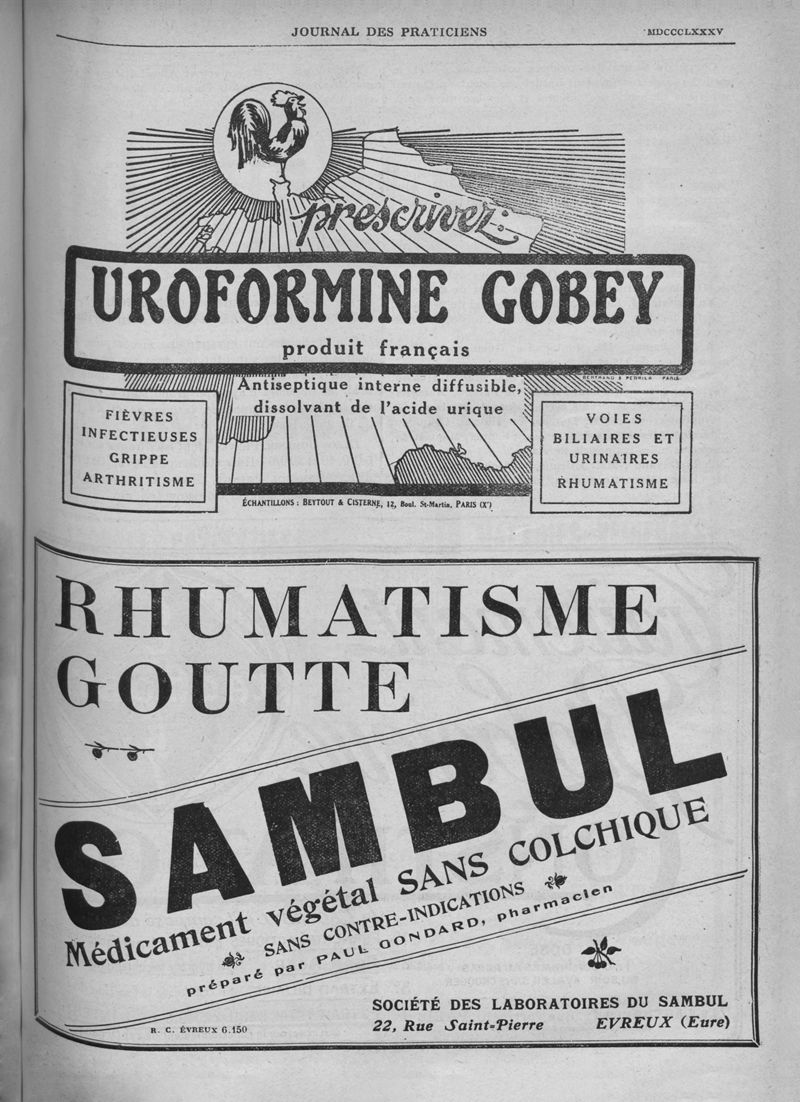 JOURNAL DES PRATICIENS
MDCCCLXXXV
prescrivez:
UROFORMINE GOBEY
produit français
BERTRAND & PERRIER PARIS
Antiseptique interne diffusible,
dissolvant de l'acide urique
FIÈVRES
INFECTIEUSES
GRIPPE
ARTHRITISME
VOIES
BILIAIRES ET
URINAIRES
RHUMATISME
ÉCHANTILLONS : BEYTOUT & CISTERNE, 12, Boul. St-Martin, PARIS (Xe)
RHUMATISME
GOUTTE
SAMBUL
Médicament végétal SANS COLCHIQUE
SANS CONTRE-INDICATIONS
préparé par PAUL GONDARD, pharmacien
SOCIÉTÉ DES LABORATOIRES DU SAMBUL
22, Rue Saint-Pierre EVREUX (Eure)
R. C. ÉVREUX 6.150